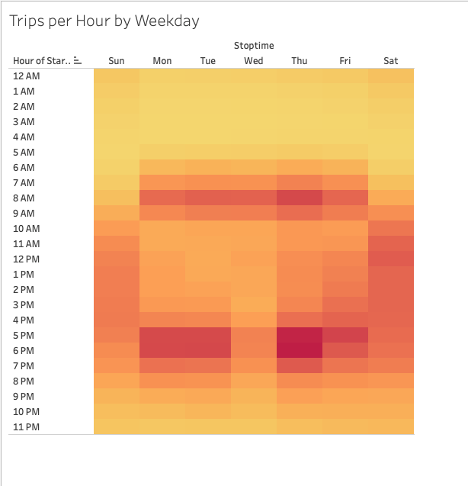 Trips per Hour by Weekday
Stoptime
Hour of Star.. Sun Mon Tue Wed Thu Fri Sat
12 AM
1 AM
2 AM
3 AM
4 AM
5 AM
6 AM
7 AM
8 AM
9 AM
10 AM
11 AM
12 PM
1 PM
2 PM
3 PM
4 PM
5 PM
6 PM
7 PM
8 PM
9 PM
10 PM
11 PM